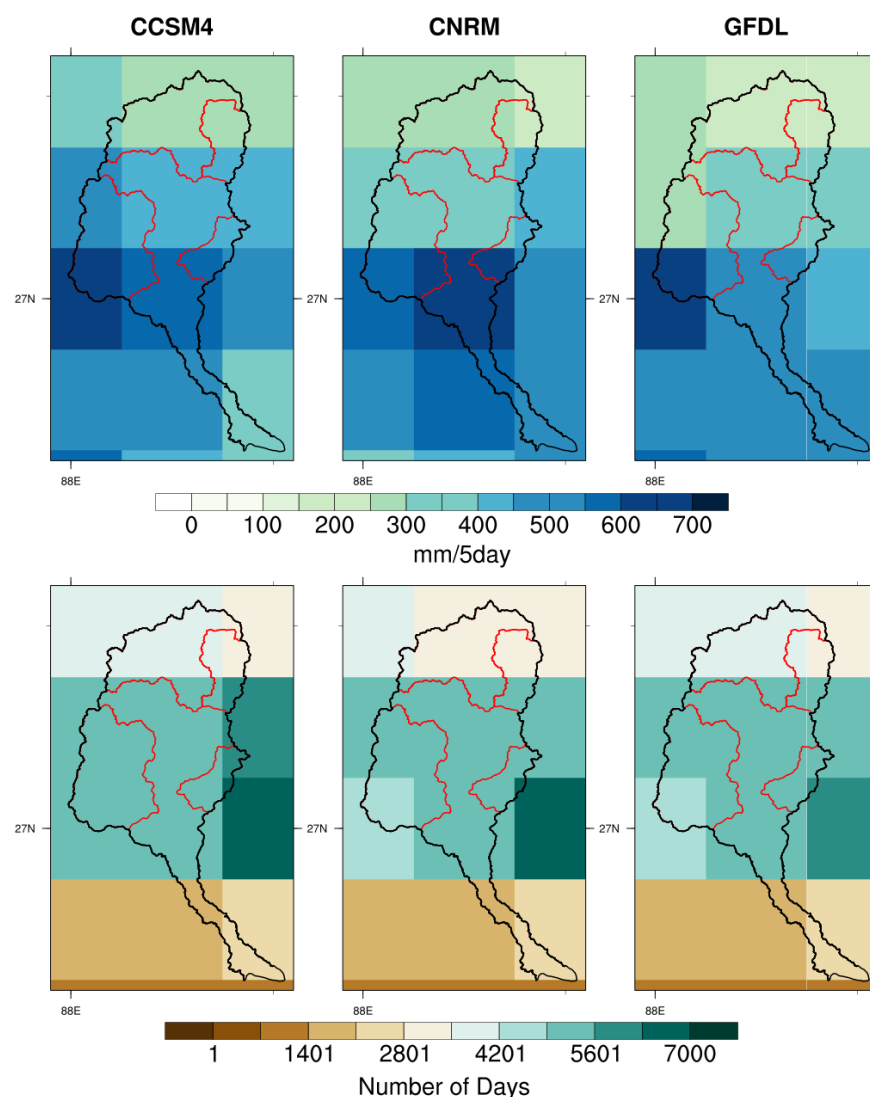 CCSM4 CNRM GFDL
27N 27N 27N
88E 88E 88E
0 100 200 300 400 500 600 700
mm/5day
27N 27N 27N
88E 88E 88E
1 1401 2801 4201 5601 7000
Number of Days